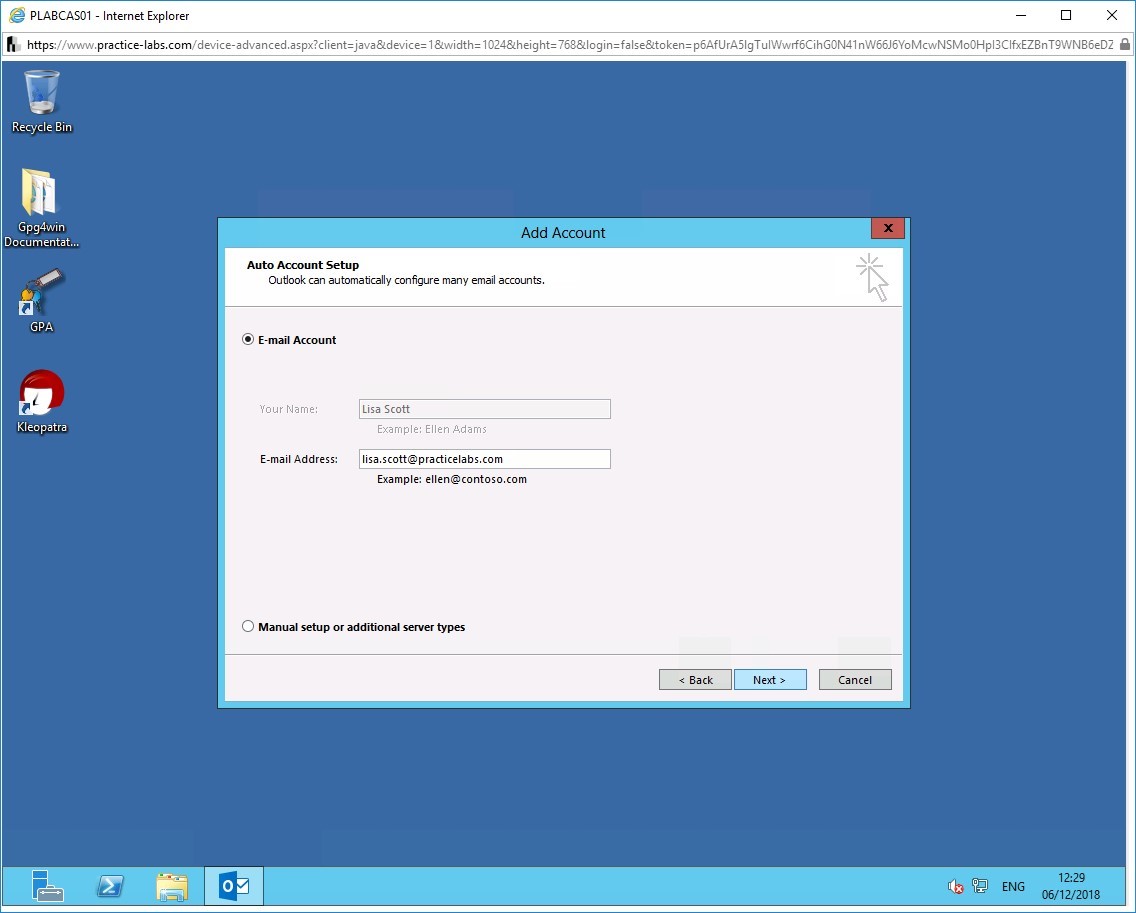 PLABCAS01 - Internet Explorer
https://www.practice-labs.com/device-advanced.aspx?client=java&device=1&width=1024&height=768&login=false&token=
Recycle Bin
Gpg4win
Documentat...
GPA
Kleopatra
Add Account
x
Auto Account Setup
Outlook can automatically configure many email accounts.
E-mail Account
Your Name:
Lisa Scott
Example: Ellen Adams
E-mail Address:
lisa.scott@practicelabs.com
Example: ellen@contoso.com
Manual setup or additional server types
< Back
Next >
Cancel
ENG
12:29
06/12/2018